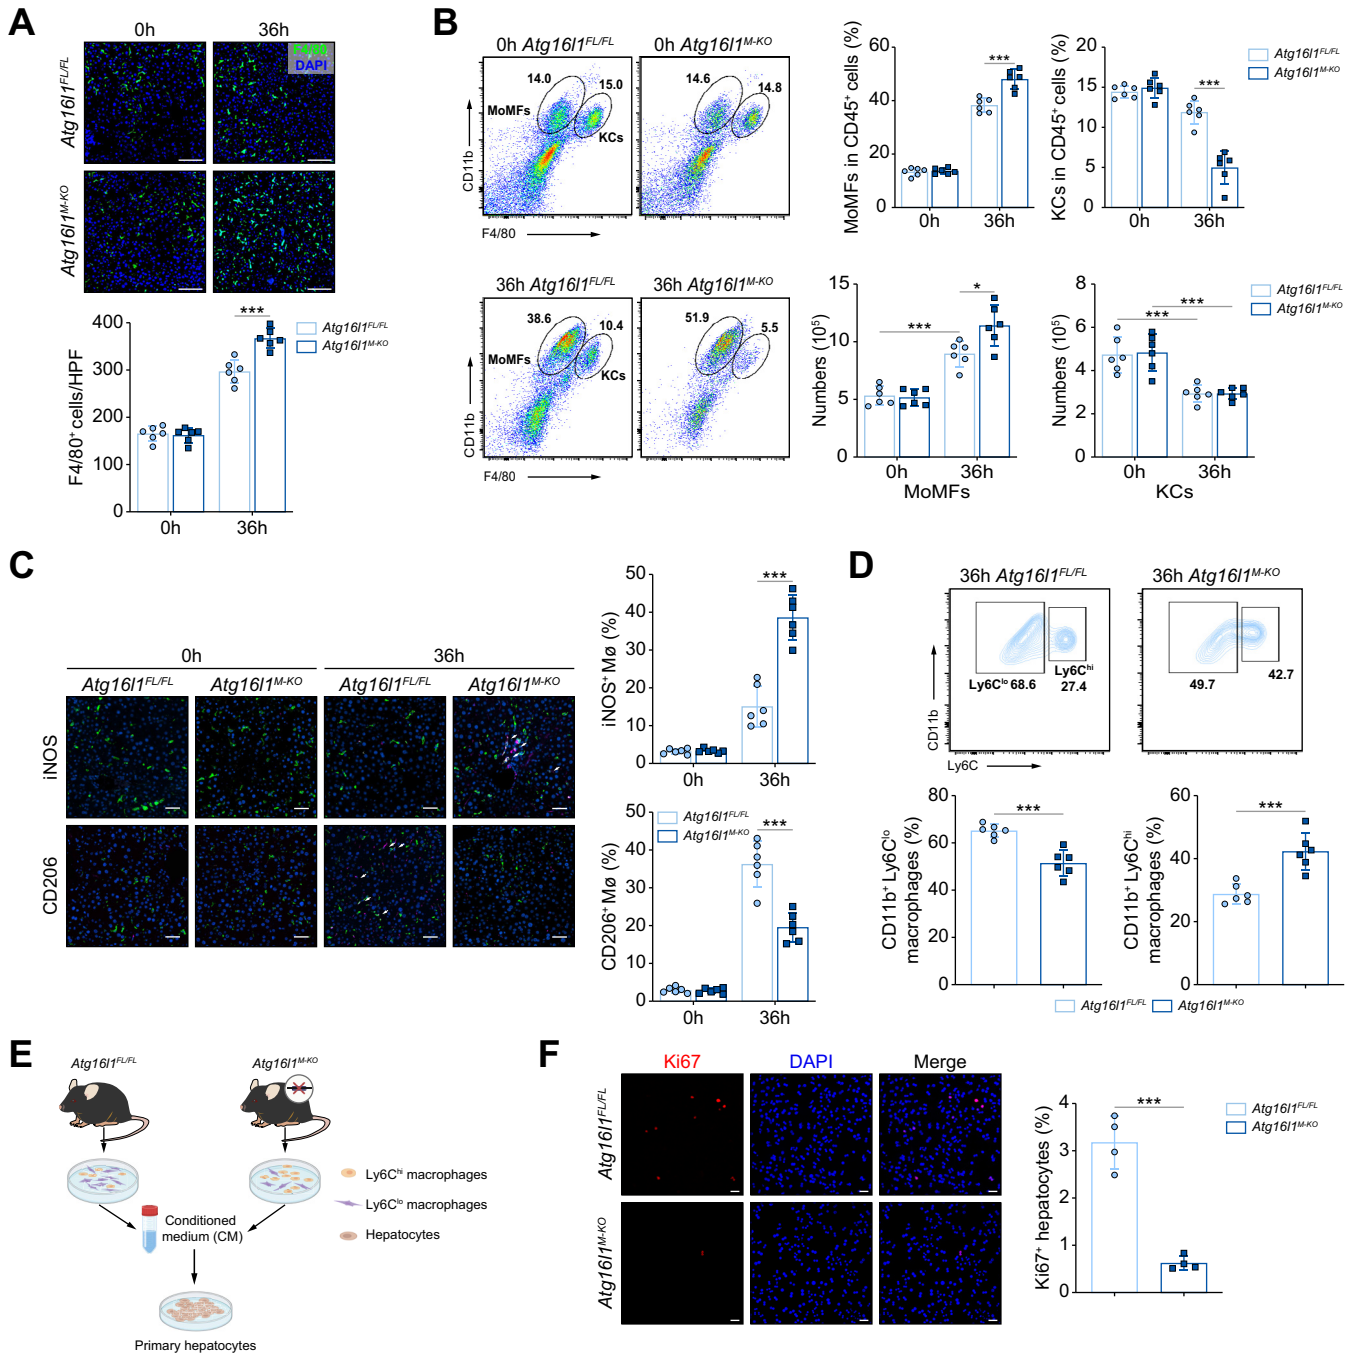 A
0h 36h
F4/80
DAPI
Atg16l1FL/FL
Atg16l1M-KO
F4/80+ cells/HPF
400
300
200
100
0
***
0h 36h
Atg16l1FL/FL
Atg16l1M-KO
B
0h Atg16l1FL/FL 0h Atg16l1M-KO
14.0 15.0 14.6 14.8
MoMFs KCs
CD11b
F4/80
36h Atg16l1FL/FL 36h Atg16l1M-KO
38.6 10.4 51.9 5.5
MoMFs KCs
CD11b
F4/80
MoMFs in CD45+ cells (%)
60
40
20
0
***
0h 36h
KCs in CD45+ cells (%)
20
15
10
5
0
***
0h 36h
Atg16l1FL/FL
Atg16l1M-KO
Numbers (10⁵)
15
10
5
0
*** *
0h 36h
MoMFs
Numbers (10⁵)
8
6
4
2
0
*** ***
0h 36h
KCs
Atg16l1FL/FL
Atg16l1M-KO
C
0h 36h
Atg16l1FL/FL Atg16l1M-KO Atg16l1FL/FL Atg16l1M-KO
iNOS
CD206
iNOS+ Mø (%)
50
40
30
20
10
0
***
0h 36h
Atg16l1FL/FL
Atg16l1M-KO
CD206+ Mø (%)
50
40
30
20
10
0
***
0h 36h
D
36h Atg16l1FL/FL 36h Atg16l1M-KO
Ly6Clo 68.6
Ly6Chi
27.4
49.7 42.7
CD11b
Ly6C
CD11b+ Ly6Clo
macrophages (%)
80
60
40
20
0
***
CD11b+ Ly6Chi
macrophages (%)
60
40
20
0
***
Atg16l1FL/FL Atg16l1M-KO
E
Atg16l1FL/FL Atg16l1M-KO
Ly6Chi macrophages
Ly6Clo macrophages
Hepatocytes
Conditioned
medium (CM)
Primary hepatocytes
F
Ki67 DAPI Merge
Atg16l1FL/FL
Atg16l1M-KO
Ki67+ hepatocytes (%)
4
3
2
1
0
***
Atg16l1FL/FL
Atg16l1M-KO